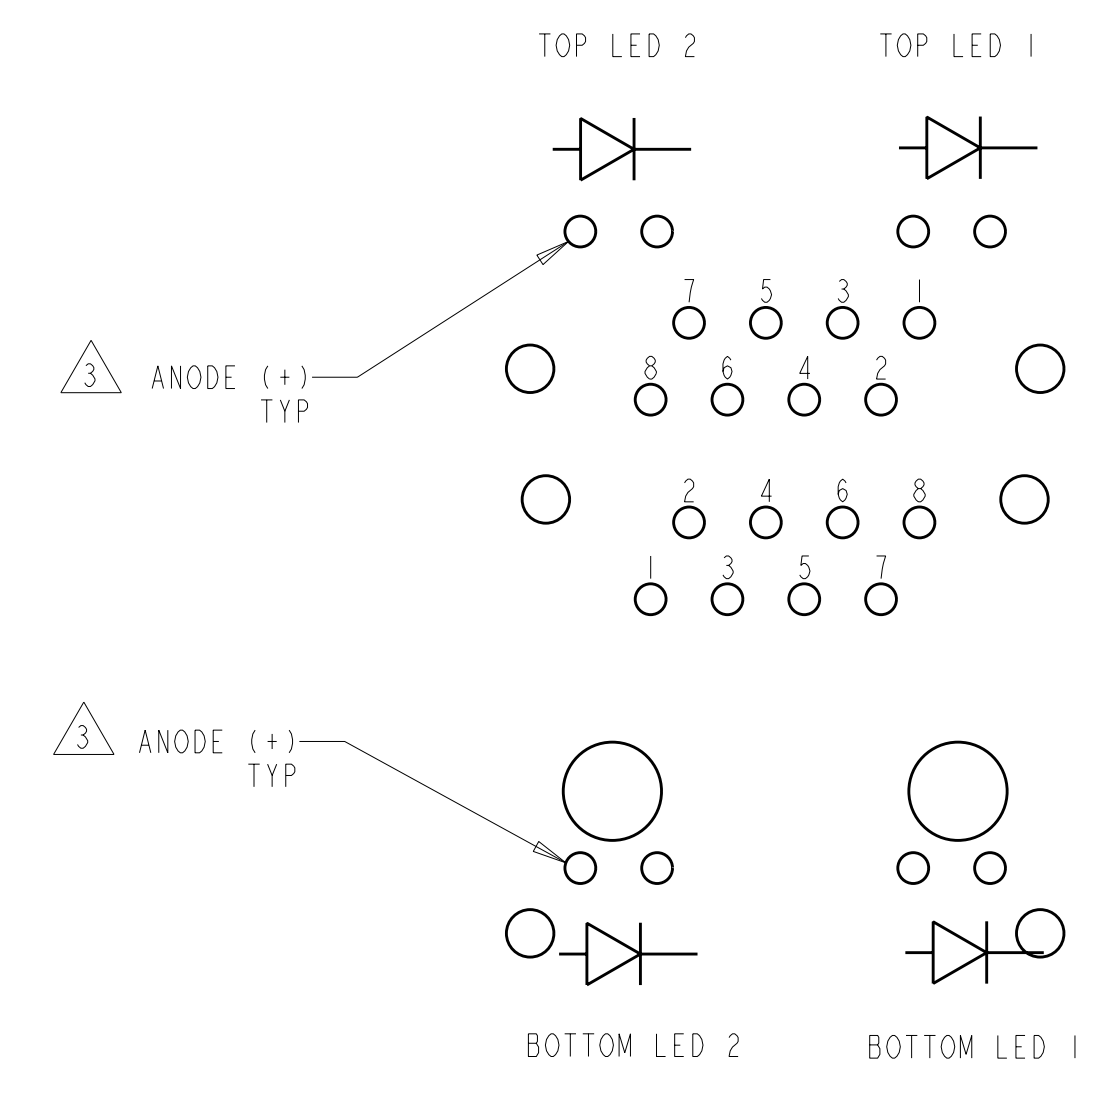 TOP LED 2
TOP LED 1
7 5 3 1
8 6 4 2
3 ANODE (+)
TYP
2 4 6 8
1 3 5 7
3 ANODE (+)
TYP
BOTTOM LED 2
BOTTOM LED 1